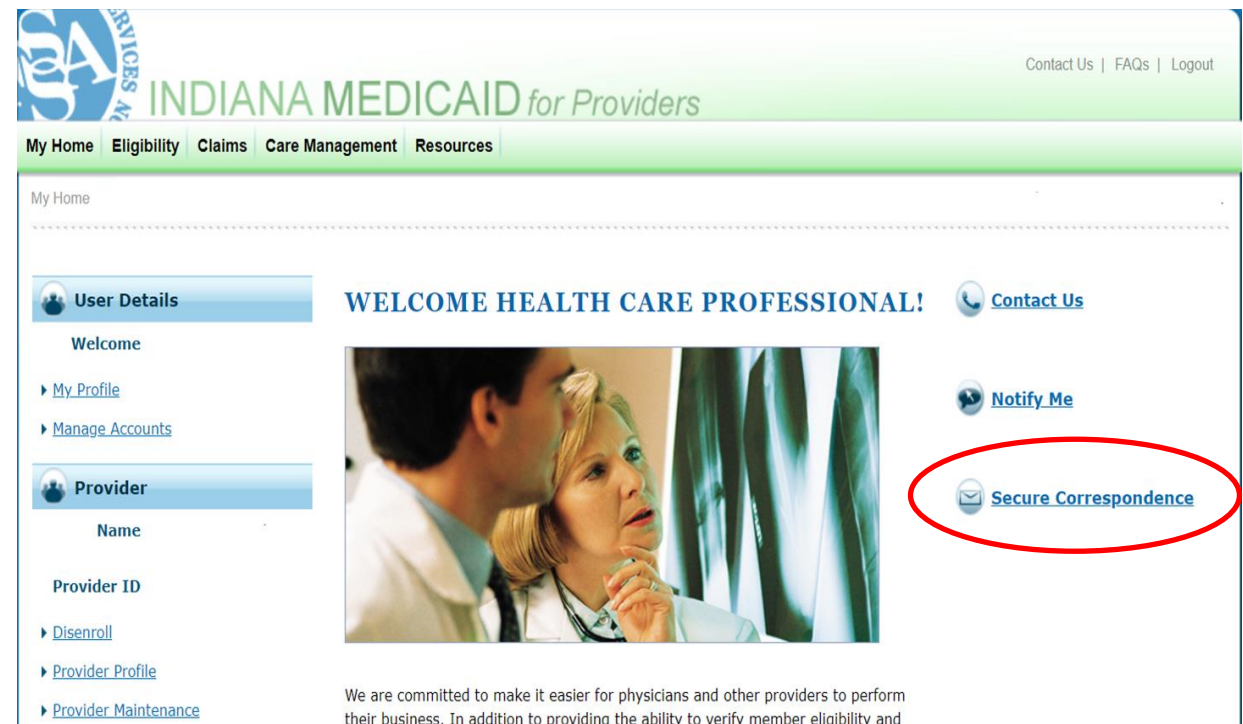 SERVICES
Contact Us | FAQs | Logout
INDIANA MEDICAID for Providers
My Home Eligibility Claims Care Management Resources
My Home
User Details
Welcome
My Profile
Manage Accounts
Provider
Name
Provider ID
Disenroll
Provider Profile
Provider Maintenance
WELCOME HEALTH CARE PROFESSIONAL!
We are committed to make it easier for physicians and other providers to perform
their business. In addition to providing the ability to verify member eligibility and
Contact Us
Notify Me
Secure Correspondence